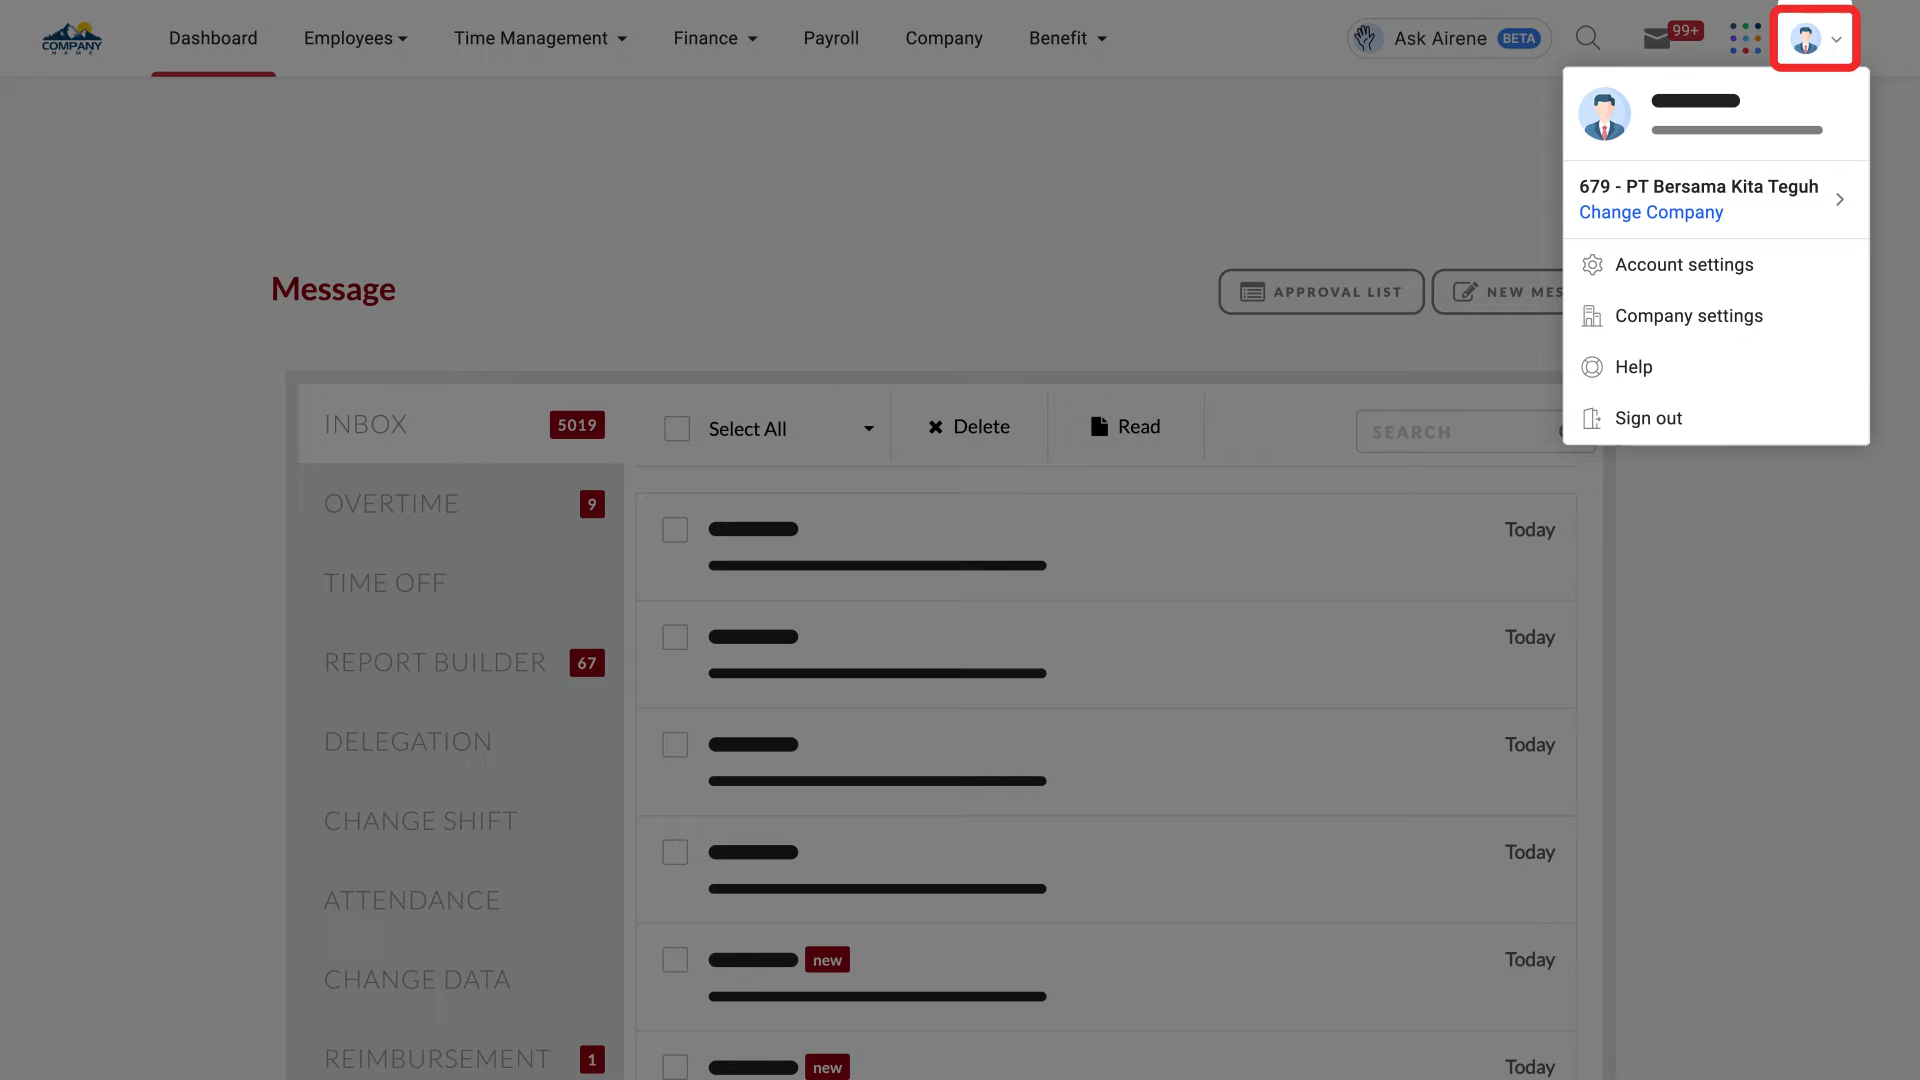 COMPANY
NAME
Dashboard
Employees
Time Management
Finance
Payroll
Company
Benefit
Ask Airene BETA
99+
679 - PT Bersama Kita Teguh
Change Company
Account settings
Company settings
Help
Sign out
Message
APPROVAL LIST
NEW MES
INBOX 5019
OVERTIME 9
TIME OFF
REPORT BUILDER 67
DELEGATION
CHANGE SHIFT
ATTENDANCE
CHANGE DATA
REIMBURSEMENT 1
Select All
Delete
Read
SEARCH
Today
Today
Today
Today
new Today
new Today